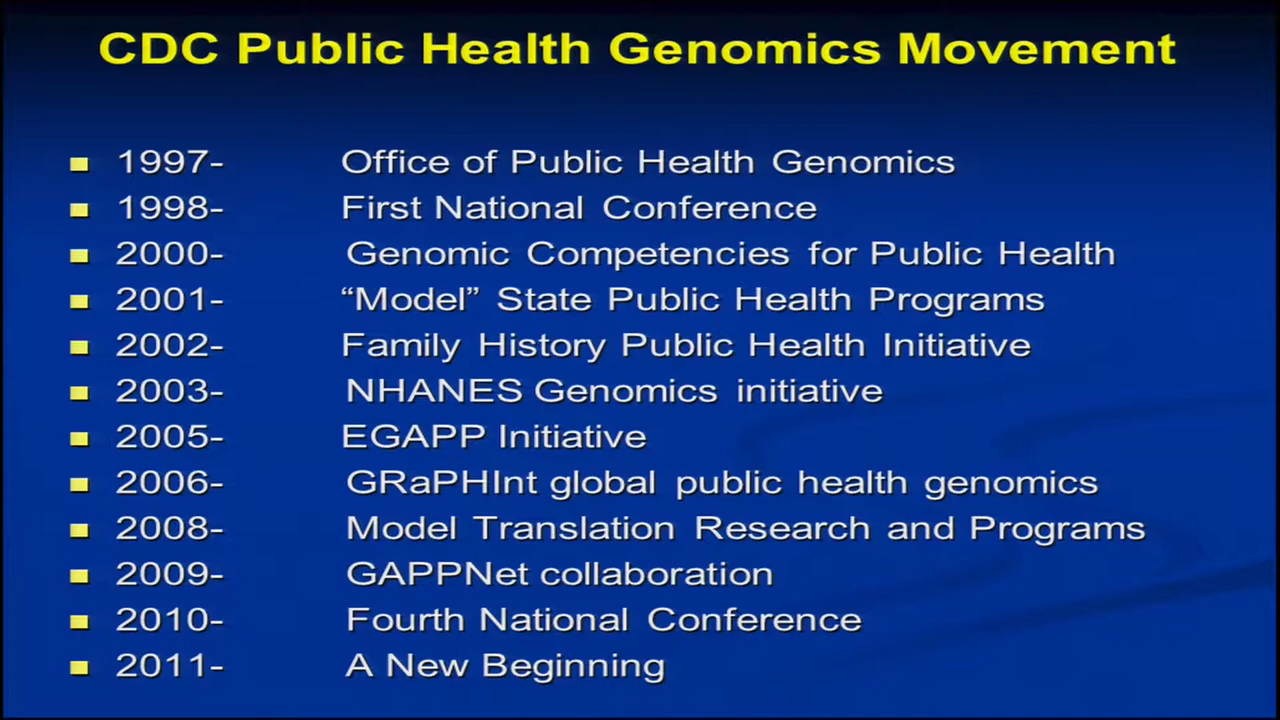 CDC Public Health Genomics Movement
1997- Office of Public Health Genomics
1998- First National Conference
2000- Genomic Competencies for Public Health
2001- “Model” State Public Health Programs
2002- Family History Public Health Initiative
2003- NHANES Genomics initiative
2005- EGAPP Initiative
2006- GRaPHInt global public health genomics
2008- Model Translation Research and Programs
2009- GAPPNet collaboration
2010- Fourth National Conference
2011- A New Beginning